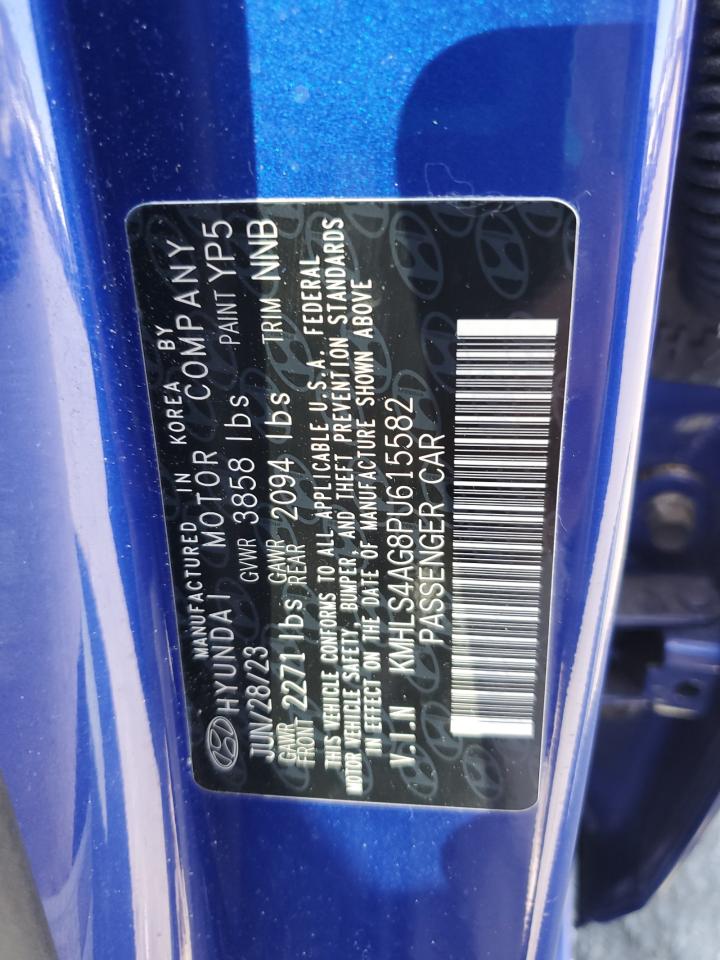 MANUFACTURED IN KOREA BY
HYUNDAI MOTOR COMPANY
JUN/28/23 GVWR 3858 lbs PAINT YP5
GAWR FRONT 2271 lbs GAWR REAR 2094 lbs TRIM NNB
THIS VEHICLE CONFORMS TO ALL APPLICABLE U.S.A. FEDERAL
MOTOR VEHICLE SAFETY, BUMPER, AND THEFT PREVENTION STANDARDS
IN EFFECT ON THE DATE OF MANUFACTURE SHOWN ABOVE
V.I.N KMHLS4AG8PU615582
PASSENGER CAR